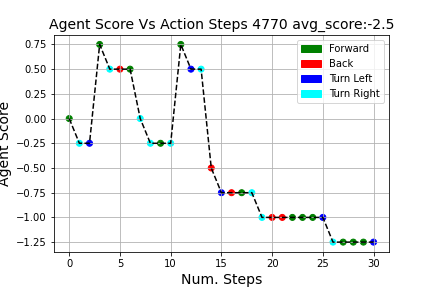 Agent Score Vs Action Steps 4770 avg_score:-2.5
Agent Score
0.75
0.50
0.25
0.00
−0.25
−0.50
−0.75
−1.00
−1.25
Forward
Back
Turn Left
Turn Right
0 5 10 15 20 25 30
Num. Steps